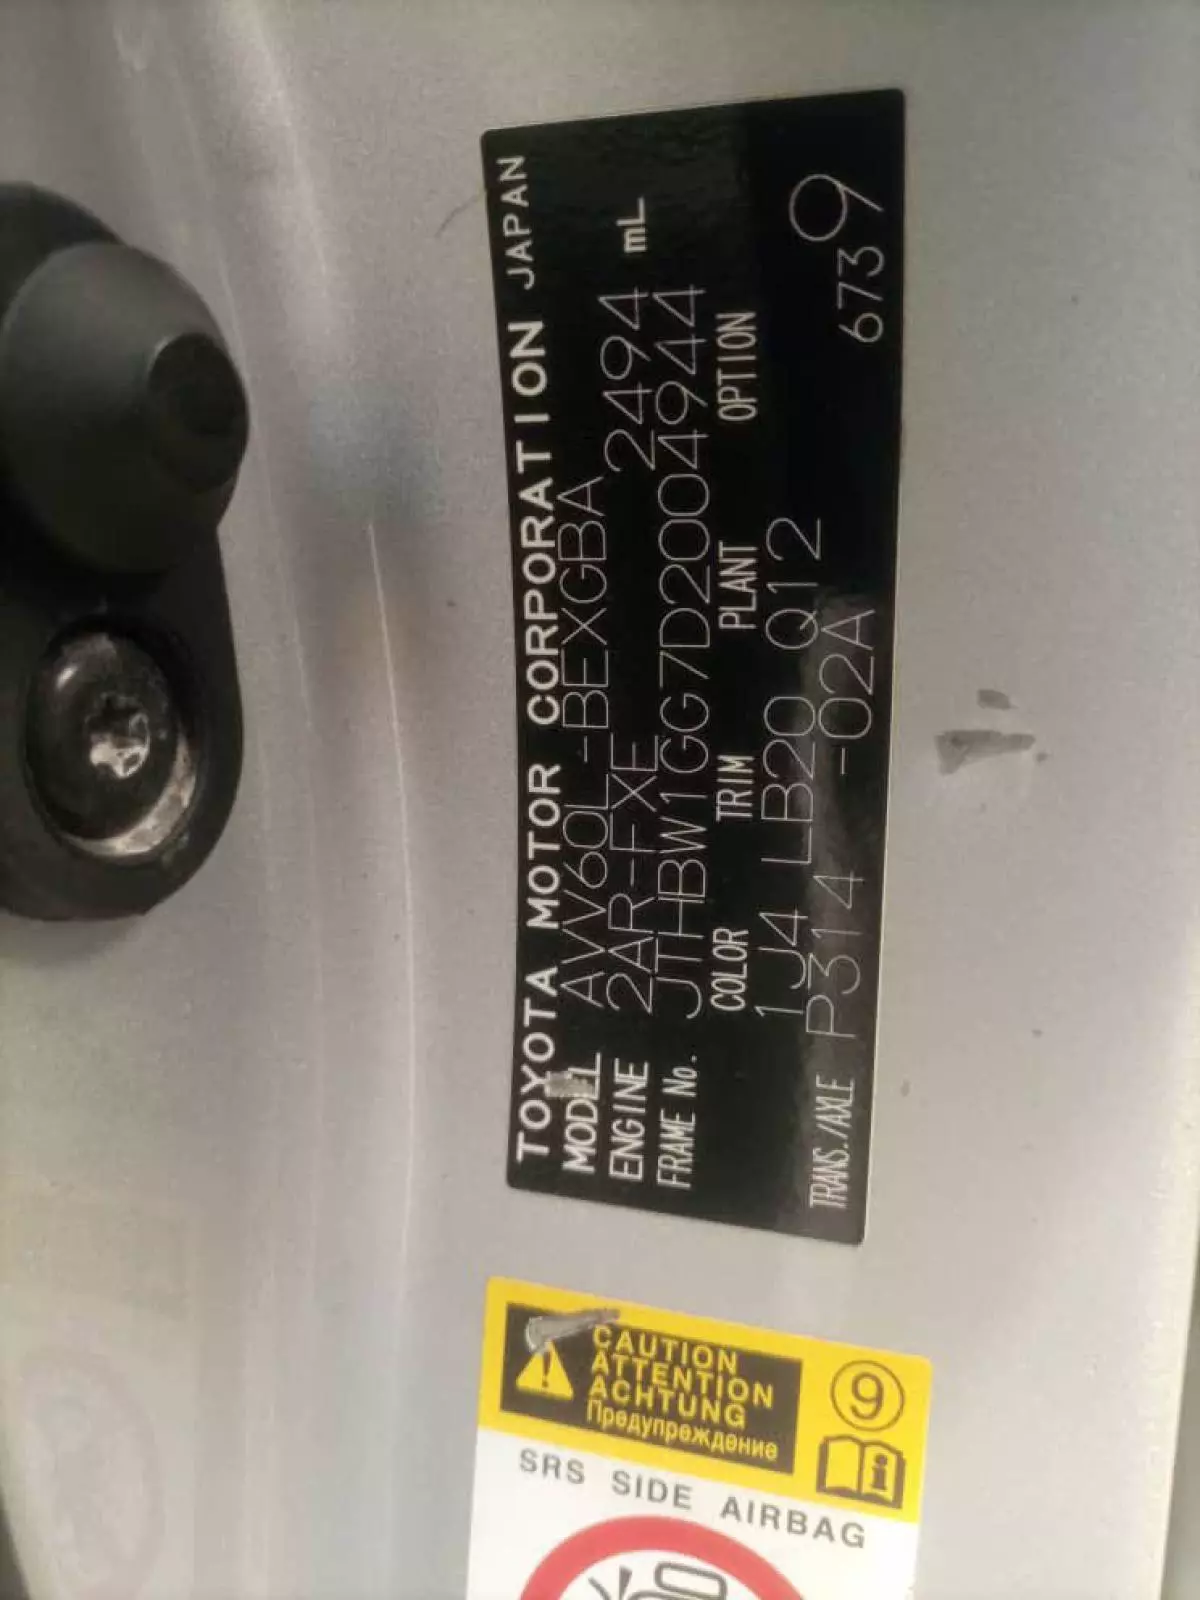 TOYOTA MOTOR CORPORATION JAPAN
MODEL AVV60L-BEXGBA
ENGINE 2AR-FXE 2494 mL
FRAME No. JTHBW1GG7D2004944
COLOR TRIM PLANT OPTION
1J4 LB20 Q12
TRANS./AXLE P314 -02A 6739
CAUTION
ATTENTION
ACHTUNG
Предупреждение
9
i
SRS SIDE AIRBAG